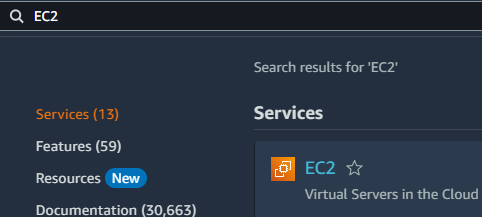 EC2
Search results for 'EC2'
Services (13)
Features (59)
Resources New
Documentation (30,663)
Services
EC2
Virtual Servers in the Cloud